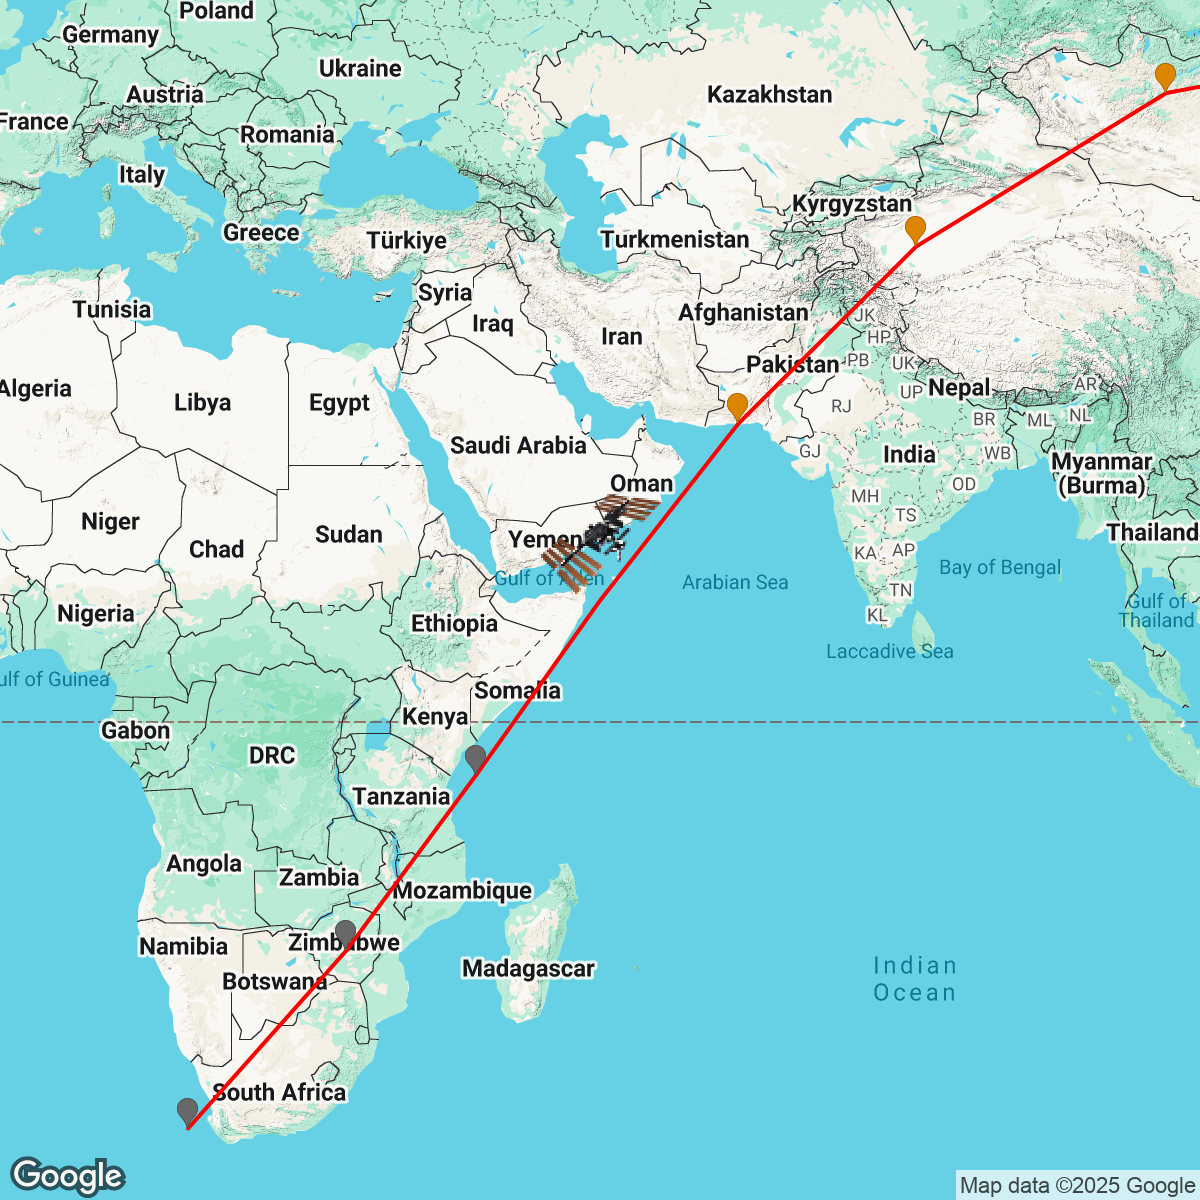 Poland
Germany
Ukraine
Austria
Kazakhstan
France
Romania
Italy
Kyrgyzstan
Greece
Türkiye
Turkmenistan
Syria
Tunisia
Afghanistan
Iraq
JK
Iran
HP
Pakistan
PB
UK
Algeria
Nepal
AR
UP
Libya
Egypt
RJ
BR
ML
NL
Saudi Arabia
GJ
India
WB
Myanmar
(Burma)
Oman
OD
MH
Niger
TS
Sudan
Thailand
Yemen
Chad
KA
AP
Bay of Bengal
Gulf of Aden
Arabian Sea
TN
Gulf of
Thailand
Nigeria
KL
Ethiopia
Laccadive Sea
ulf of Guinea
Somalia
Kenya
Gabon
DRC
Tanzania
Angola
Zambia
Mozambique
Zimbabwe
Namibia
Madagascar
Indian
Ocean
Botswana
South Africa
Google
Map data ©2025 Google